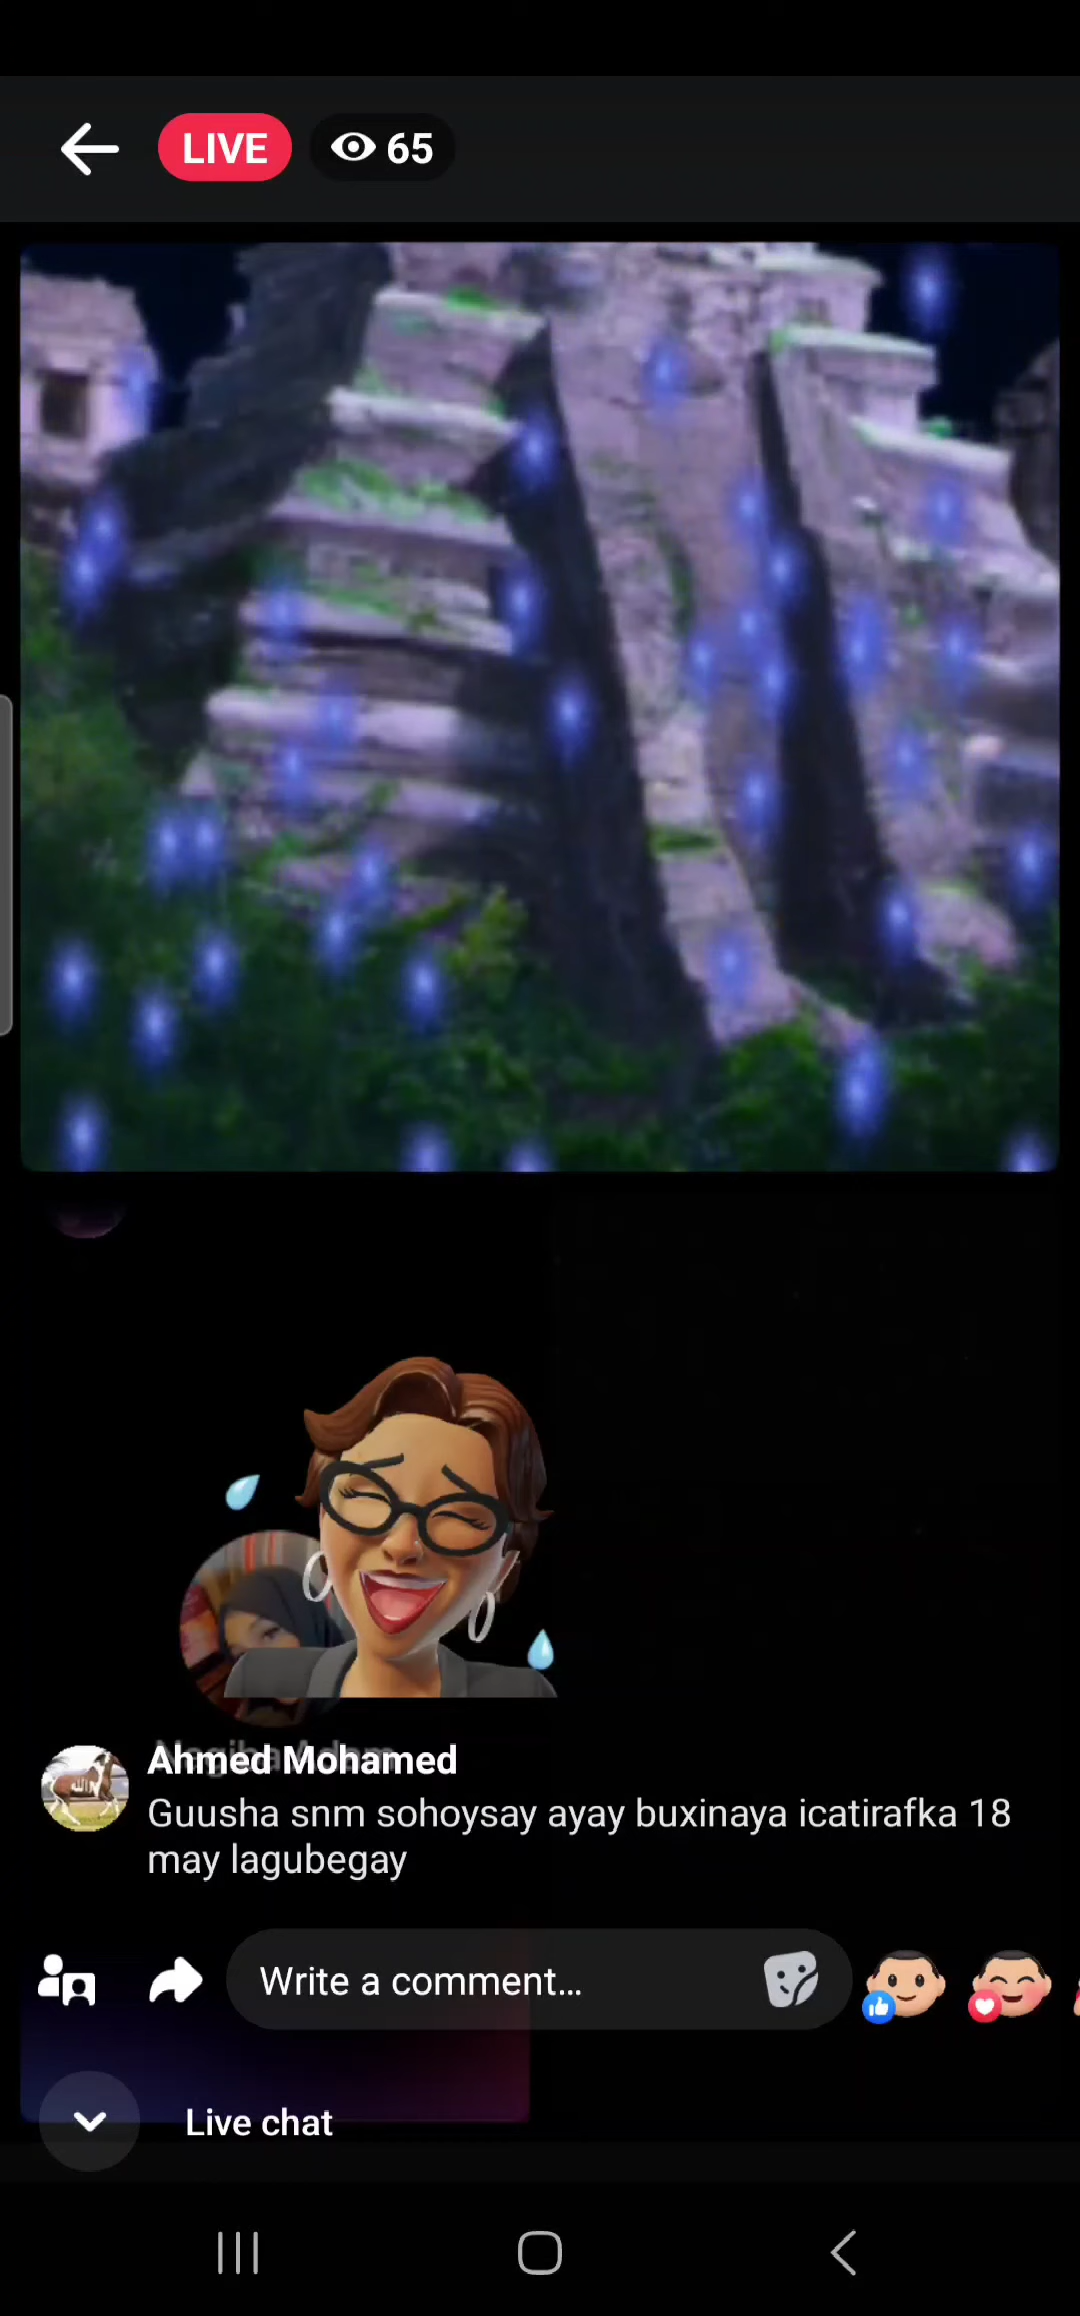 LIVE 65
Ahmed Mohamed
Guusha snm sohoysay ayay buxinaya icatirafka 18
may lagubegay
Write a comment...
Live chat